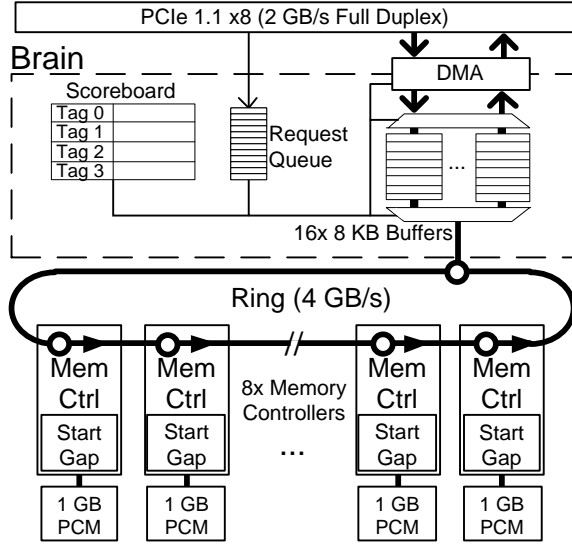 PCIe 1.1 x8 (2 GB/s Full Duplex)
Brain
DMA
Scoreboard
Tag 0
Tag 1
Tag 2
Tag 3
Request
Queue
...
16x 8 KB Buffers
Ring (4 GB/s)
Mem
Ctrl
Start
Gap
1 GB
PCM
Mem
Ctrl
Start
Gap
1 GB
PCM
8x Memory
Controllers
...
Mem
Ctrl
Start
Gap
1 GB
PCM
Mem
Ctrl
Start
Gap
1 GB
PCM